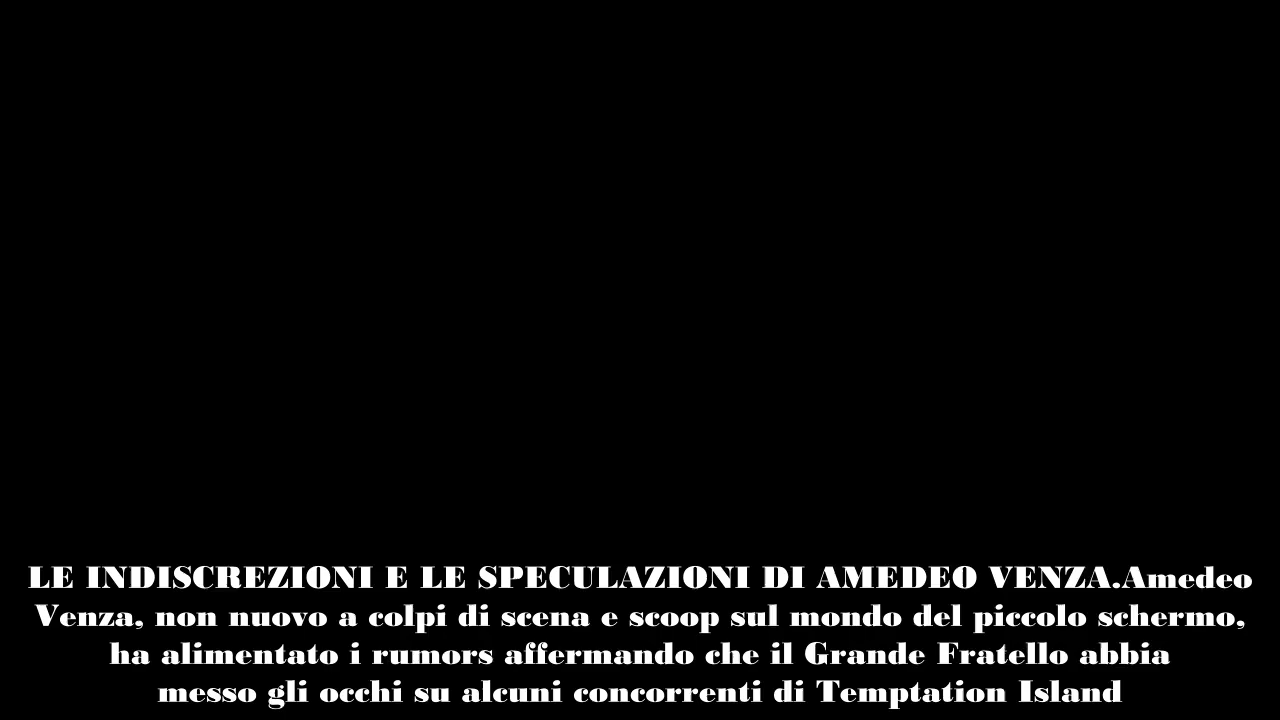 LE INDISCREZIONI E LE SPECULAZIONI DI AMEDEO VENZA.Amedeo
Venza, non nuovo a colpi di scena e scoop sul mondo del piccolo schermo,
ha alimentato i rumors affermando che il Grande Fratello abbia
messo gli occhi su alcuni concorrenti di Temptation Island